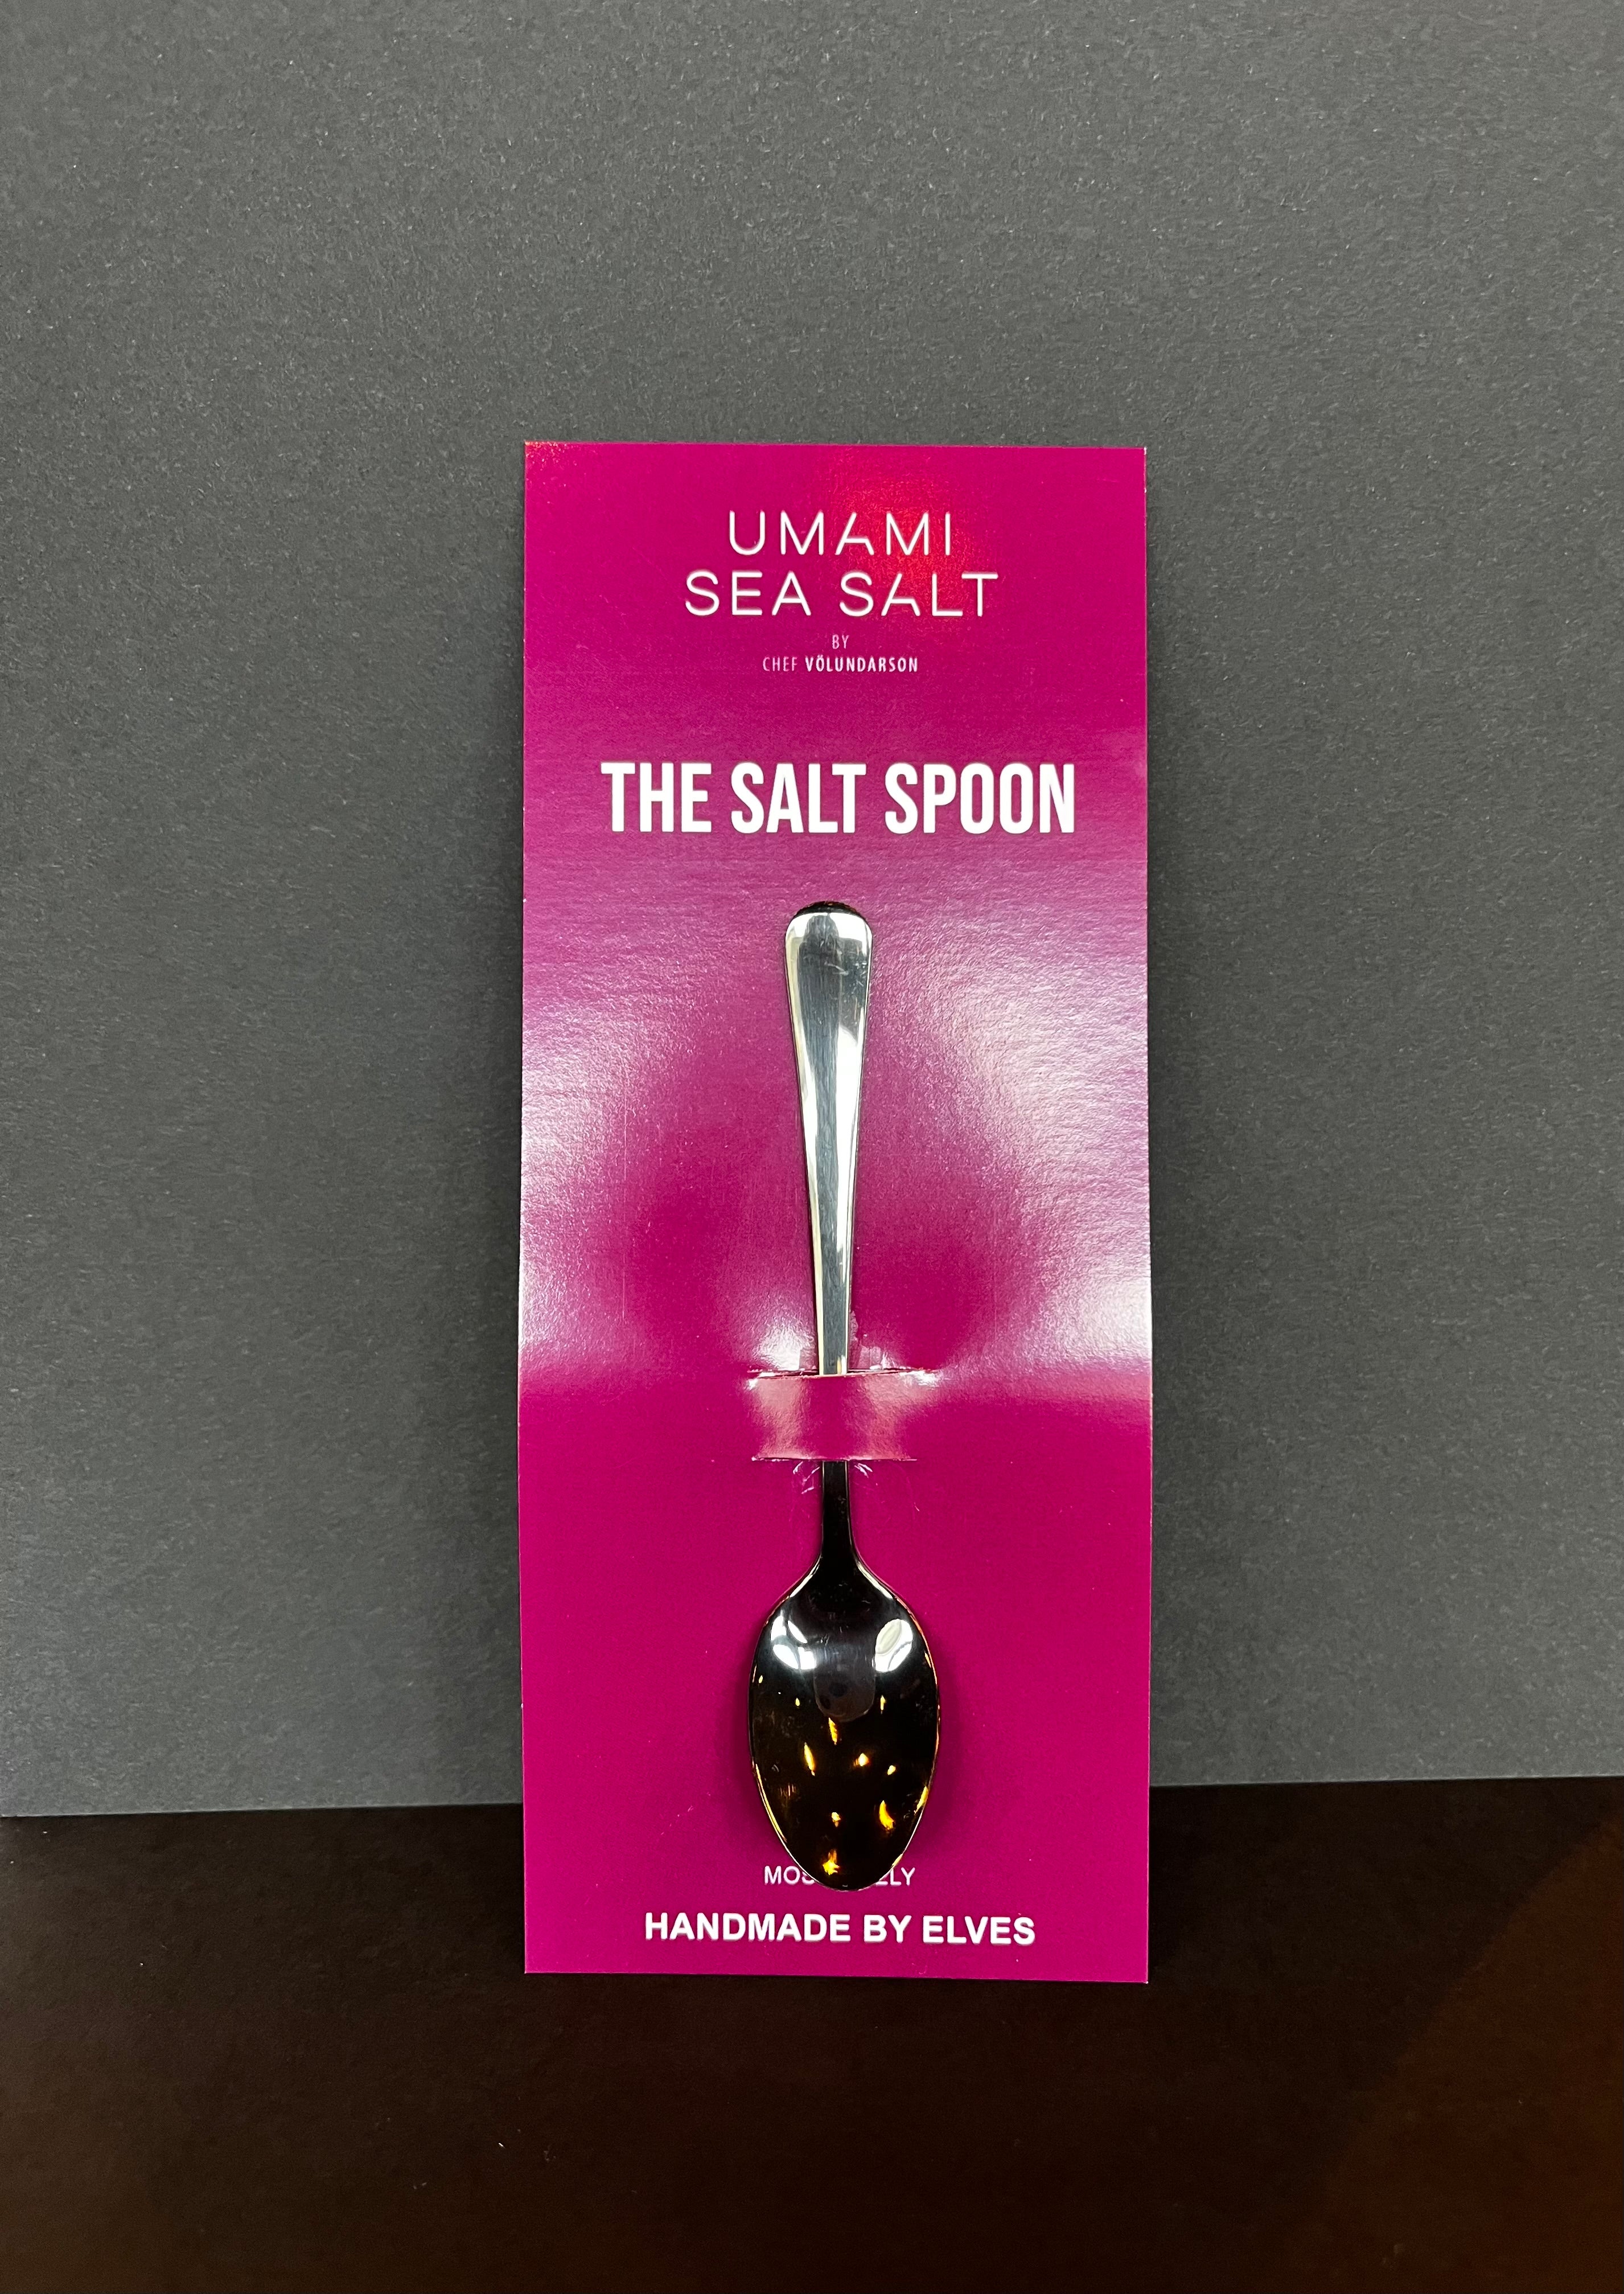 UMAMI
SEA SALT
BY
CHEF VÖLUNDARSON
THE SALT SPOON
HANDMADE BY ELVES